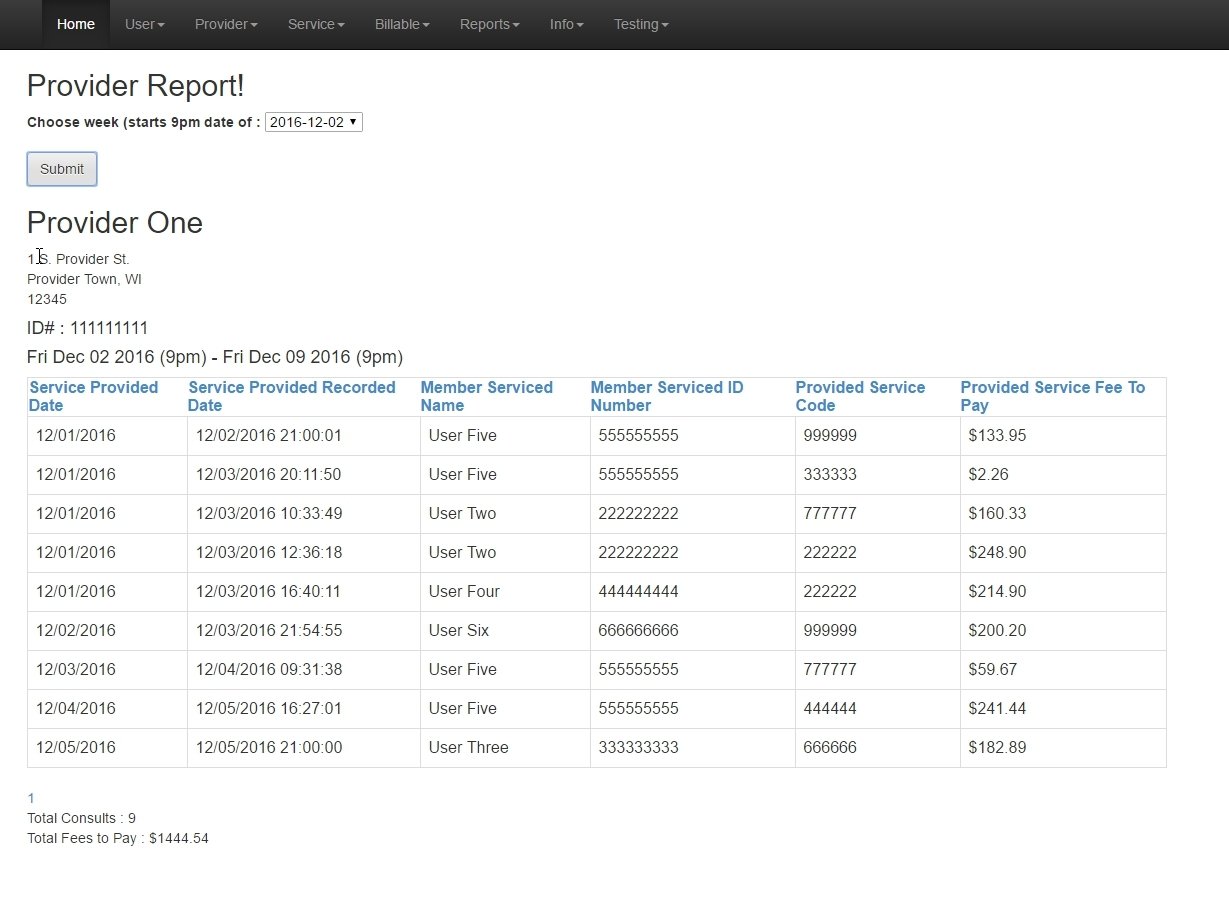 Home User Provider Service Billable Reports Info Testing
Provider Report!
Choose week (starts 9pm date of : 2016-12-02
Submit
Provider One
1 S. Provider St.
Provider Town, WI
12345
ID# : 111111111
Fri Dec 02 2016 (9pm) - Fri Dec 09 2016 (9pm)
Service Provided Date Service Provided Recorded Date Member Serviced Name Member Serviced ID Number Provided Service Code Provided Service Fee To Pay
12/01/2016 12/02/2016 21:00:01 User Five 555555555 999999 $133.95
12/01/2016 12/03/2016 20:11:50 User Five 555555555 333333 $2.26
12/01/2016 12/03/2016 10:33:49 User Two 222222222 777777 $160.33
12/01/2016 12/03/2016 12:36:18 User Two 222222222 222222 $248.90
12/01/2016 12/03/2016 16:40:11 User Four 444444444 222222 $214.90
12/02/2016 12/03/2016 21:54:55 User Six 666666666 999999 $200.20
12/03/2016 12/04/2016 09:31:38 User Five 555555555 777777 $59.67
12/04/2016 12/05/2016 16:27:01 User Five 555555555 444444 $241.44
12/05/2016 12/05/2016 21:00:00 User Three 333333333 666666 $182.89
1
Total Consults : 9
Total Fees to Pay : $1444.54